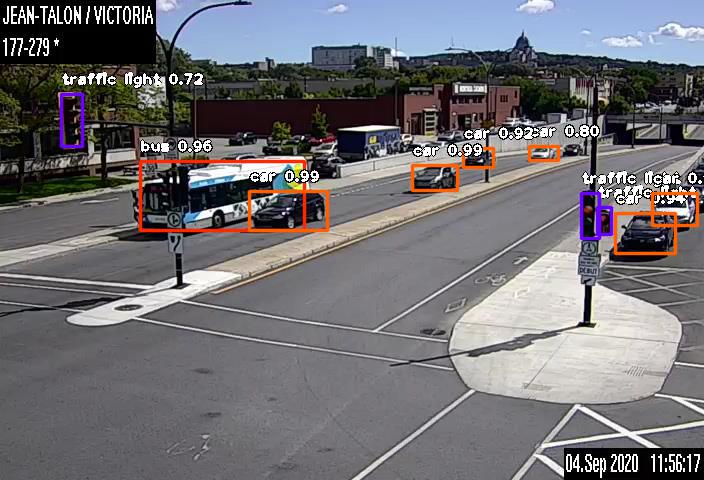 JEAN-TALON / VICTORIA
177-279 *
traffic light 0.72
bus 0.96
car 0.99
car 0.99
car 0.92
car 0.80
traffic light
car 0.94
DÉBUT
04.Sep 2020 11:56:17